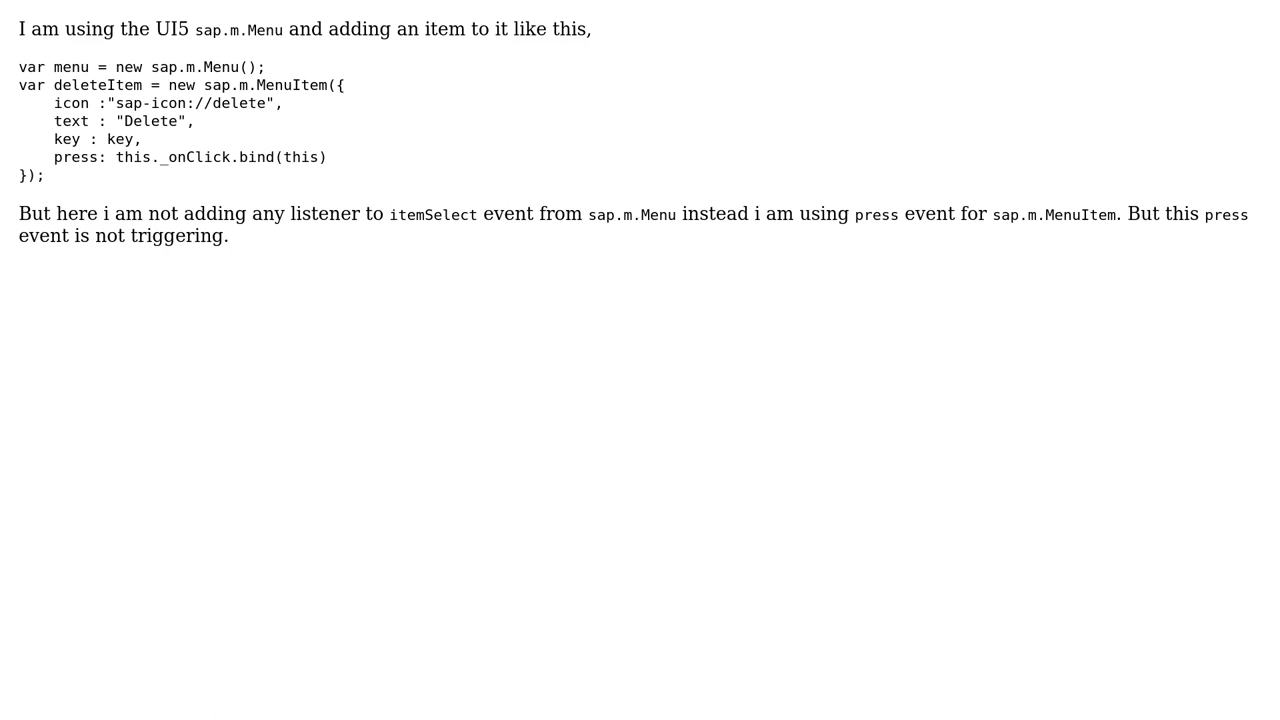 I am using the UI5 sap.m.Menu and adding an item to it like this,
var menu = new sap.m.Menu();
var deleteItem = new sap.m.MenuItem({
    icon :"sap-icon://delete",
    text : "Delete",
    key : key,
    press: this._onClick.bind(this)
});
But here i am not adding any listener to itemSelect event from sap.m.Menu instead i am using press event for sap.m.MenuItem. But this press
event is not triggering.